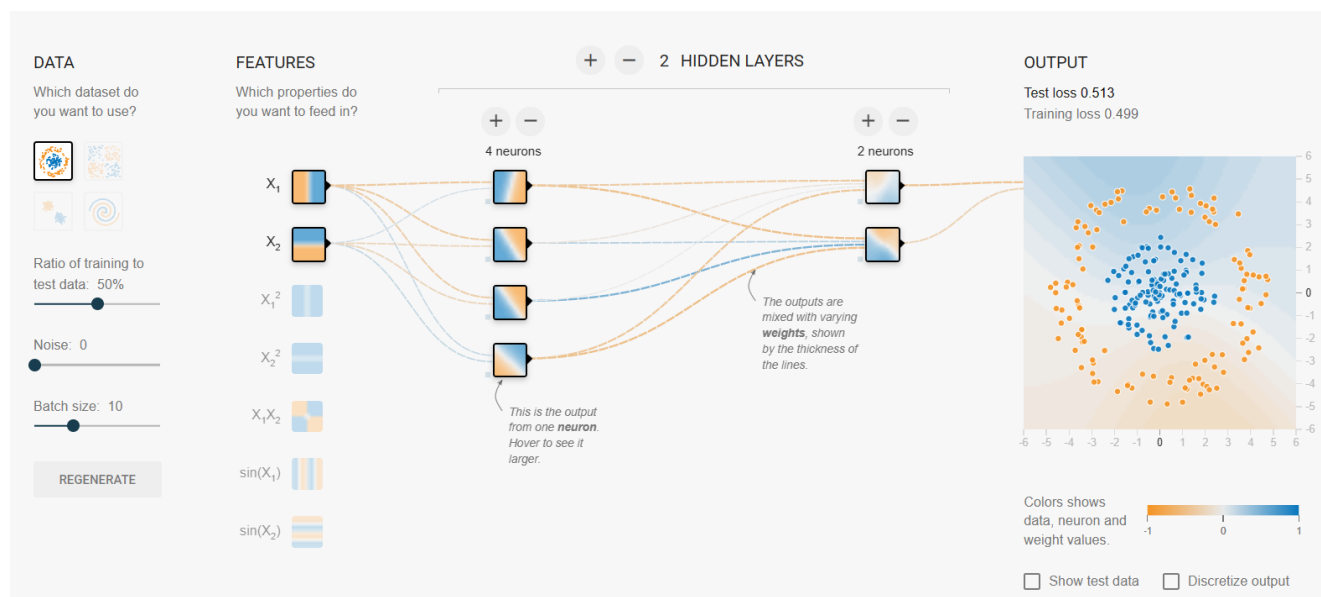 DATA
Which dataset do
you want to use?
Ratio of training to
test data: 50%
Noise: 0
Batch size: 10
REGENERATE
FEATURES
Which properties do
you want to feed in?
X1
X2
X1²
X2²
X1X2
sin(X1)
sin(X2)
+ − 2 HIDDEN LAYERS
+ −
4 neurons
+ −
2 neurons
The outputs are
mixed with varying
weights, shown
by the thickness of
the lines.
This is the output
from one neuron.
Hover to see it
larger.
OUTPUT
Test loss 0.513
Training loss 0.499
6
5
4
3
2
1
0
-1
-2
-3
-4
-5
-6
-6 -5 -4 -3 -2 -1 0 1 2 3 4 5 6
Colors shows
data, neuron and
weight values.
-1 0 1
Show test data
Discretize output